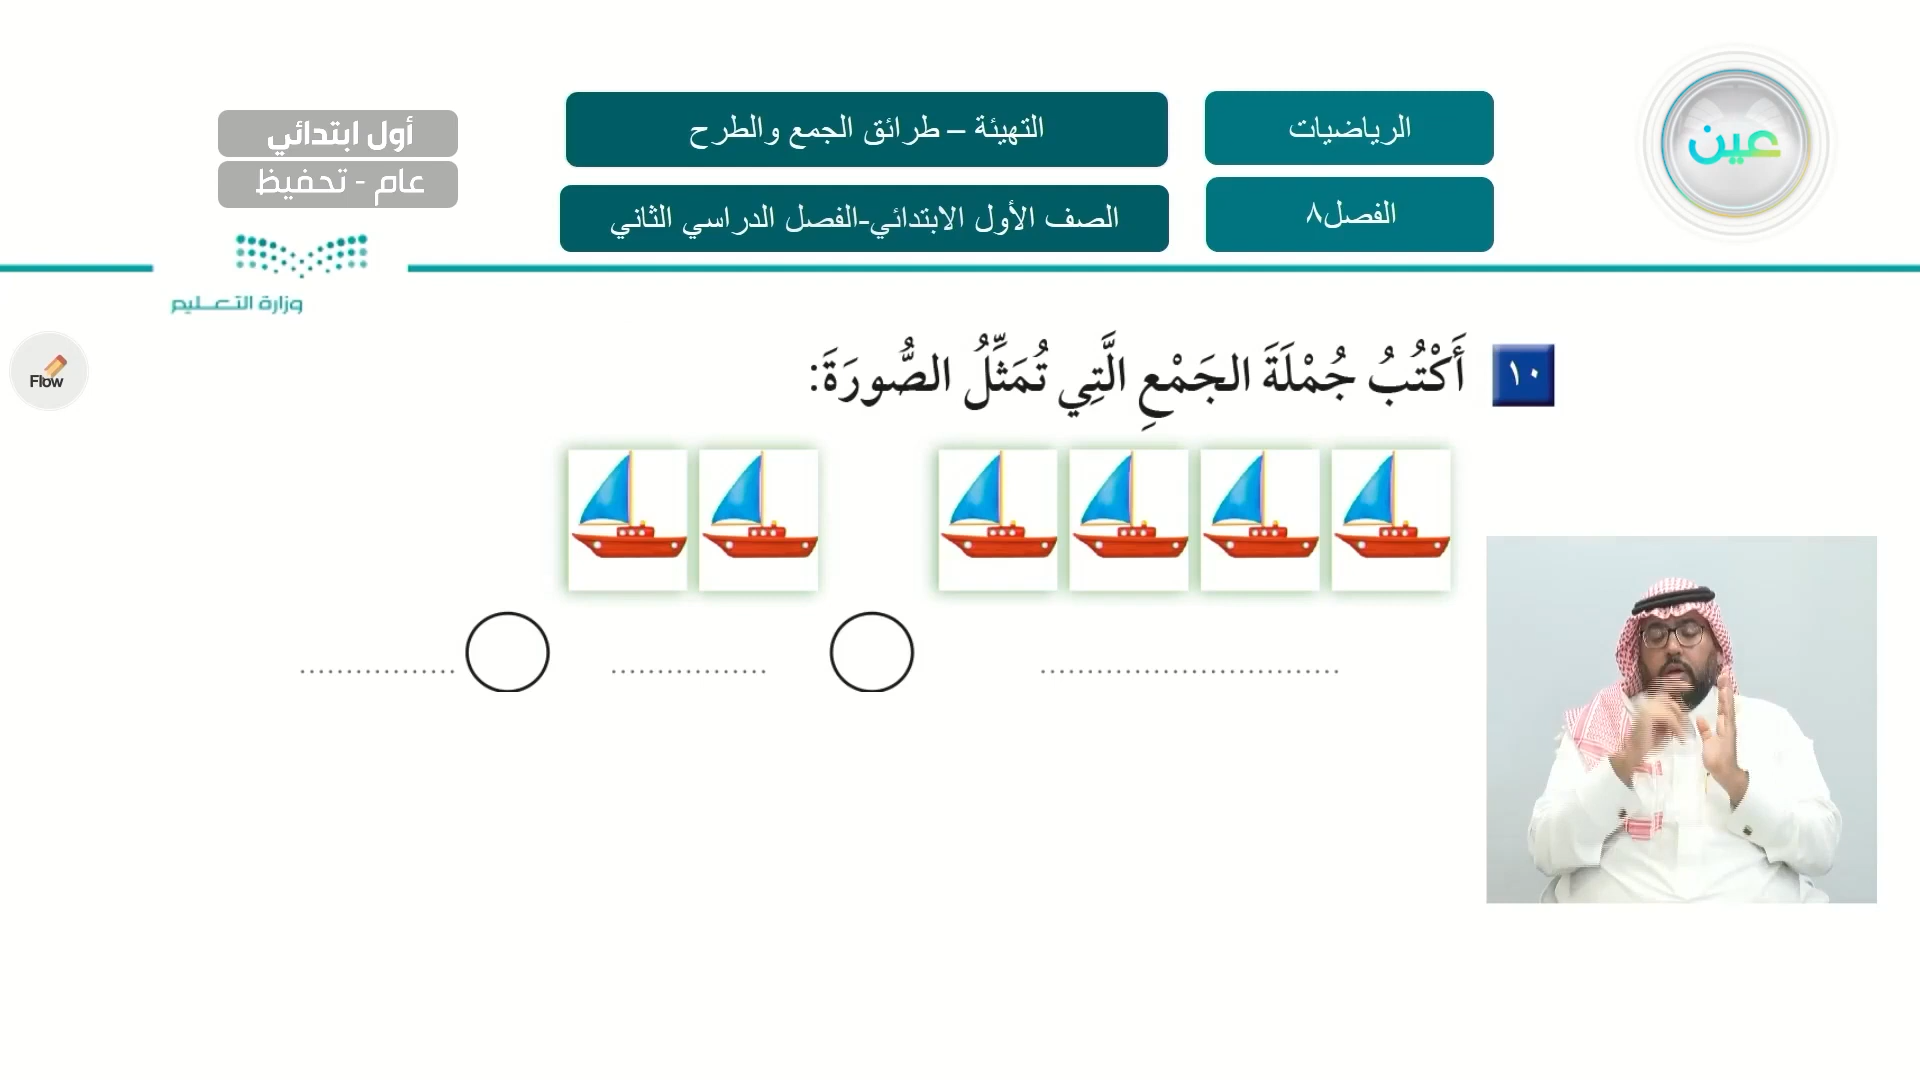 عين
الرياضيات
التهيئة – طرائق الجمع والطرح
أول ابتدائي
عام - تحفيظ
الفصل٨
الصف الأول الابتدائي-الفصل الدراسي الثاني
وزارة التعـــليم
Flow
١٠ أَكْتُبُ جُمْلَةَ الجَمْعِ الَّتِي تُمَثِّلُ الصُّورَةَ: